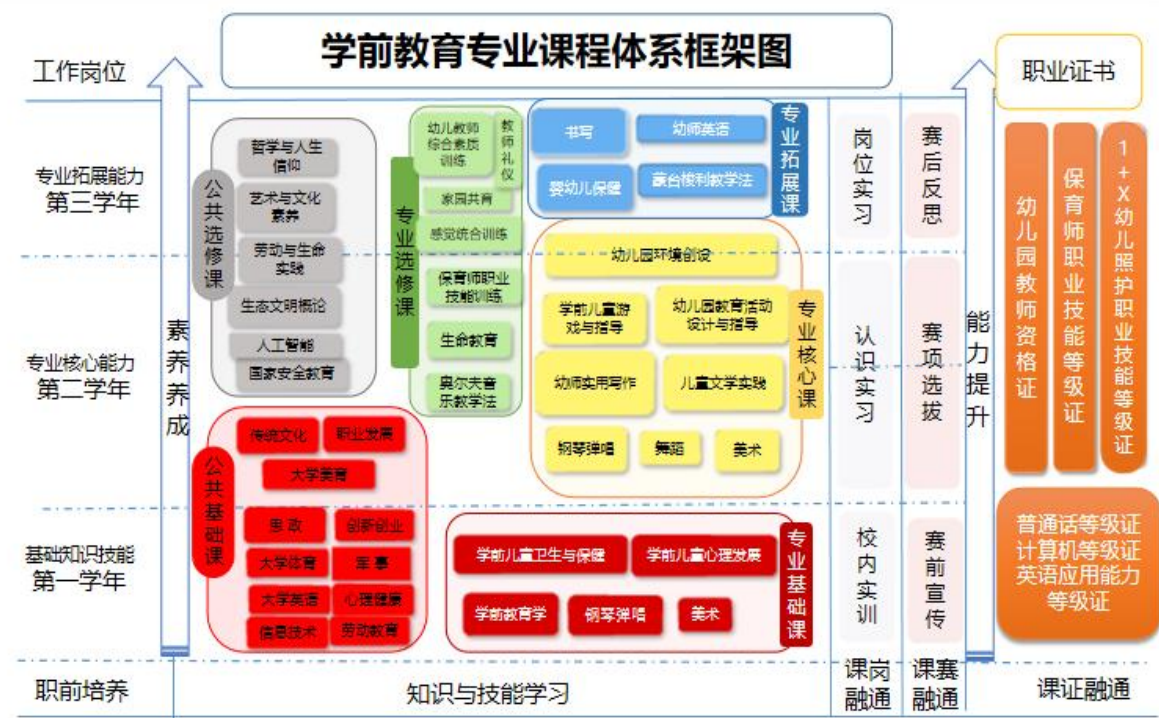 学前教育专业课程体系框架图
工作岗位
职业证书
专业拓展能力
第三学年
专业核心能力
第二学年
基础知识技能
第一学年
职前培养
素养养成
公共选修课
哲学与人生
信仰
艺术与文化
素养
劳动与生命
实践
生态文明概论
人工智能
国家安全教育
专业选修课
幼儿教师
综合素质
训练
教师礼仪
家园共育
感觉统合训练
保育师职业
技能训练
生命教育
奥尔夫音
乐教学法
专业拓展课
书写
幼师英语
婴幼儿保健
蒙台梭利教学法
专业核心课
幼儿园环境创设
学前儿童游
戏与指导
幼儿园教育活动
设计与指导
幼师实用写作
儿童文学实践
钢琴弹唱
舞蹈
美术
公共基础课
传统文化
职业发展
大学美育
思 政
创新创业
大学体育
军 事
大学英语
心理健康
信息技术
劳动教育
专业基础课
学前儿童卫生与保健
学前儿童心理发展
学前教育学
钢琴弹唱
美术
岗位实习
认识实习
校内实训
赛后反思
赛项选拔
赛前宣传
能力提升
幼儿园教师资格证
保育师职业技能等级证
1+X幼儿照护职业技能等级证
普通话等级证
计算机等级证
英语应用能力
等级证
知识与技能学习
课岗
融通
课赛
融通
课证融通